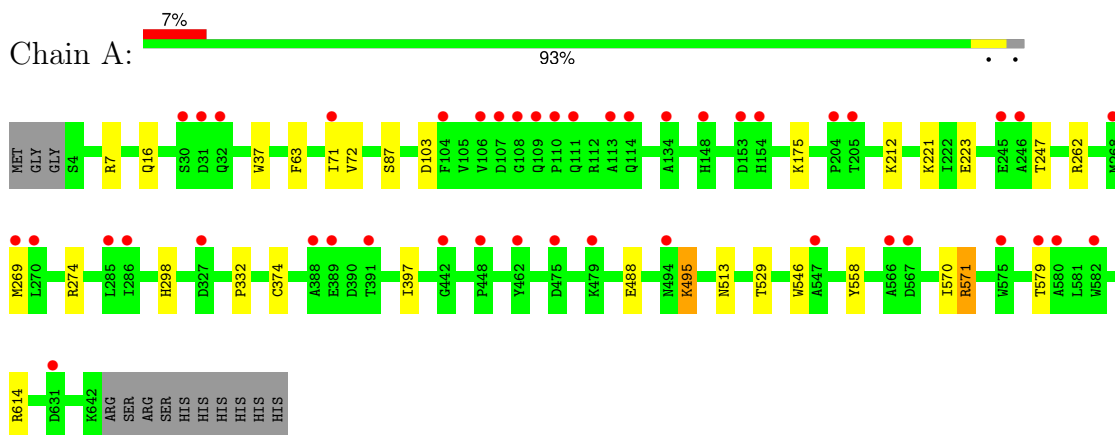 7%
Chain A:
93%
MET GLY GLY S4 R7 Q16 S30 D31 Q32 W37 F63 I71 V72 S87 D103 F104 V105 V106 D107 G108 Q109 P110 Q111 R112 A113 Q114 A134 H148 D153 H154 K175 P204 T205 K212 K221 I222 E223 E245 A246 T247 R262 M268
M269 L270 R274 L285 I286 H298 D327 P332 C374 A388 E389 D390 T391 I397 G442 P448 Y462 D475 K479 E488 N494 K495 N513 T529 W546 A547 Y558 A566 D567 I570 R571 W575 T579 A580 L581 W582
R614 D631 K642 ARG SER ARG SER HIS HIS HIS HIS HIS HIS